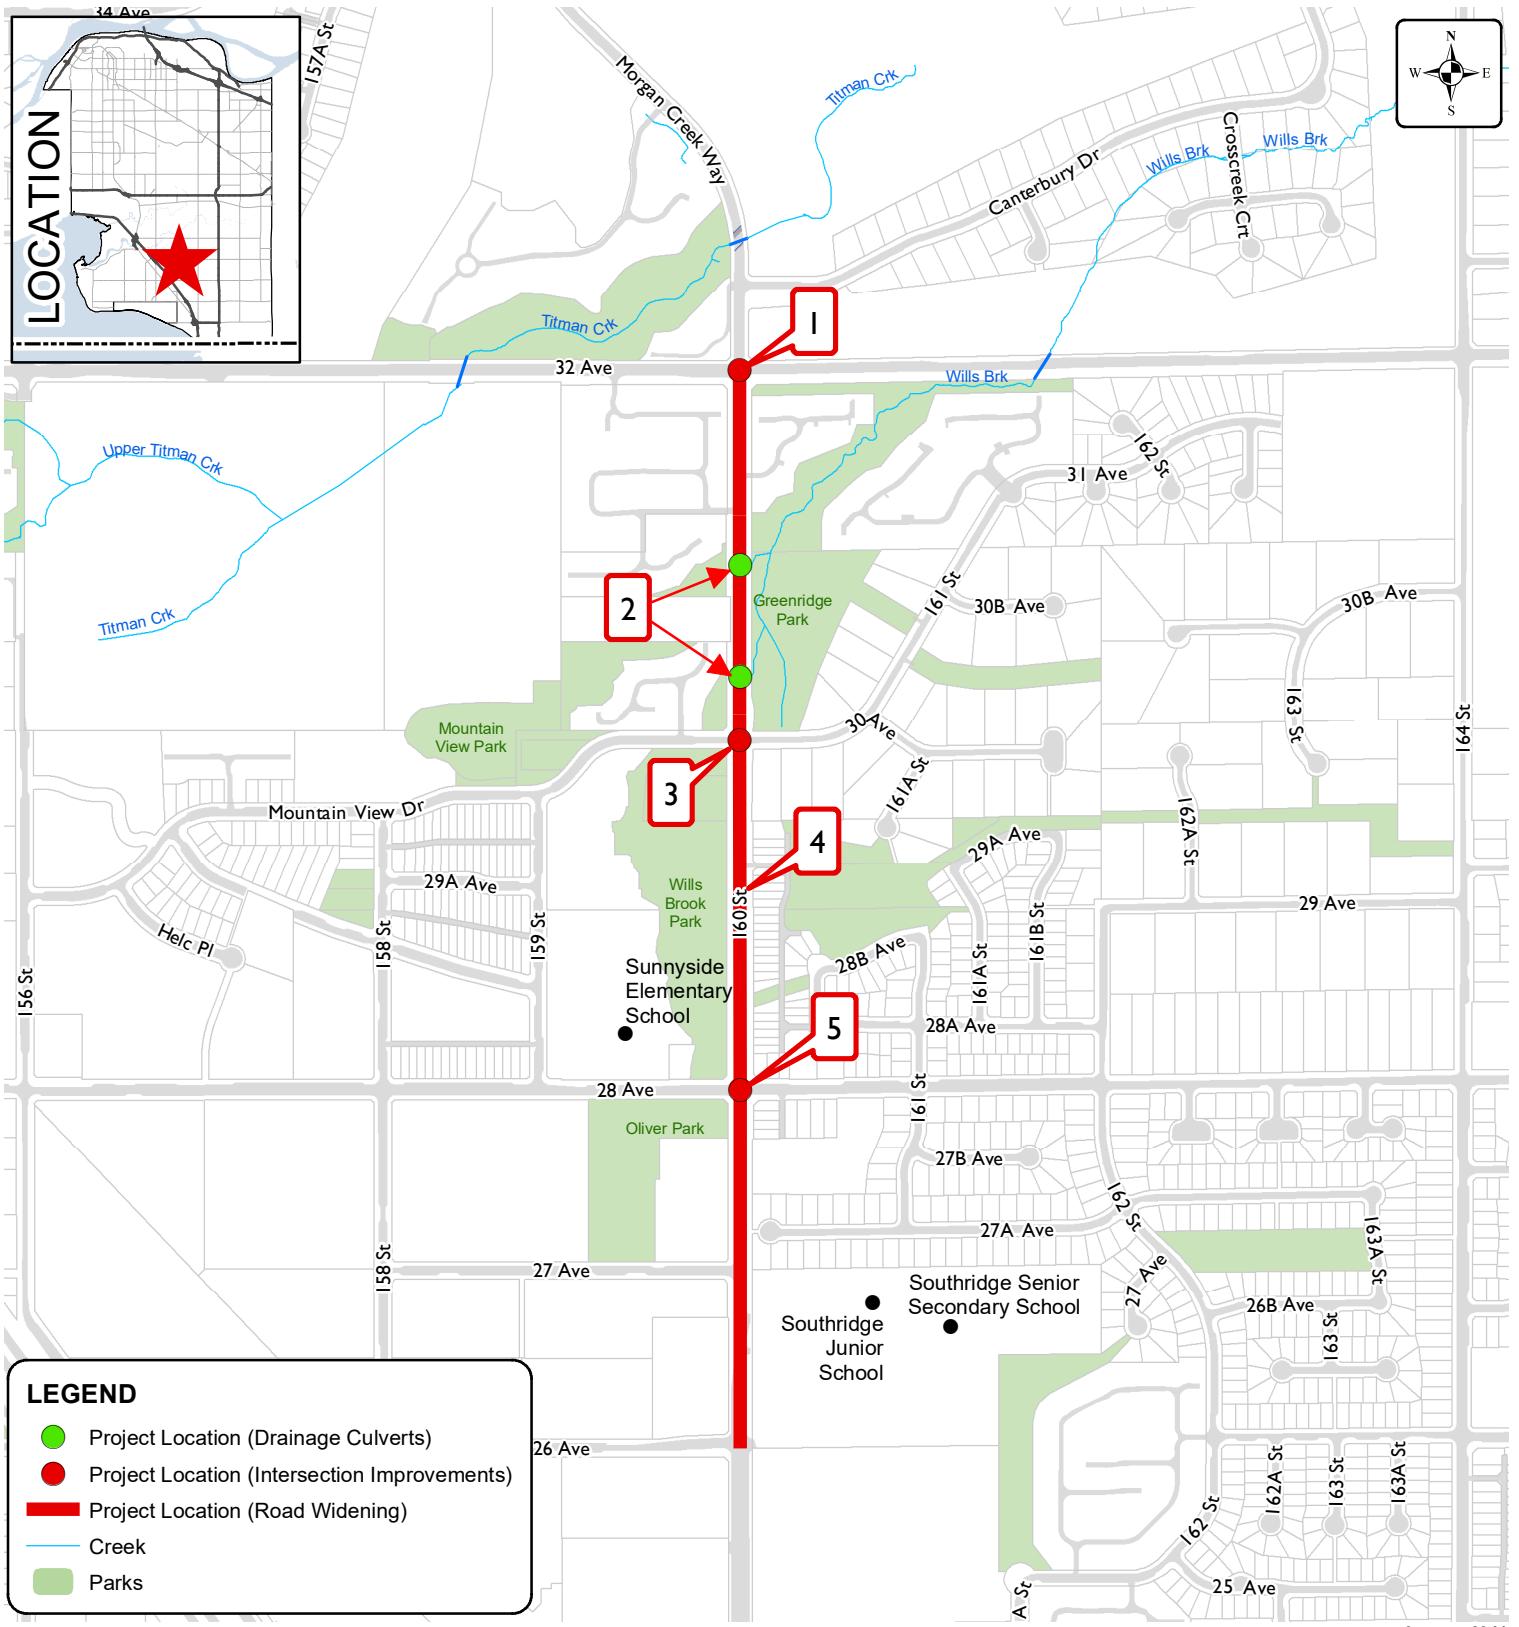 34 Ave
LOCATION
157A St
Morgan Creek Way
Titman Crk
Canterbury Dr
Crosscreek Crt
Wills Brk
Wills Brk
N
W E
S
1
Titman Crk
32 Ave
Wills Brk
Upper Titman Crk
162 St
31 Ave
2
Titman Crk
Greenridge
Park
161 St
30B Ave
30B Ave
163 St
164 St
Mountain
View Park
30 Ave
3
161A St
162A St
Mountain View Dr
4
29A Ave
29A Ave
Wills
Brook
Park
160 St
29 Ave
Helc Pl
158 St
159 St
28B Ave
161A St
161B St
156 St
Sunnyside
Elementary
School
5
28A Ave
28 Ave
161 St
Oliver Park
27B Ave
162 St
27A Ave
163A St
158 St
27 Ave
27 Ave
Southridge Senior
Secondary School
26B Ave
163 St
Southridge
Junior
School
26 Ave
162A St
163 St
163A St
162 St
25 Ave
A St
LEGEND
Project Location (Drainage Culverts)
Project Location (Intersection Improvements)
Project Location (Road Widening)
Creek
Parks